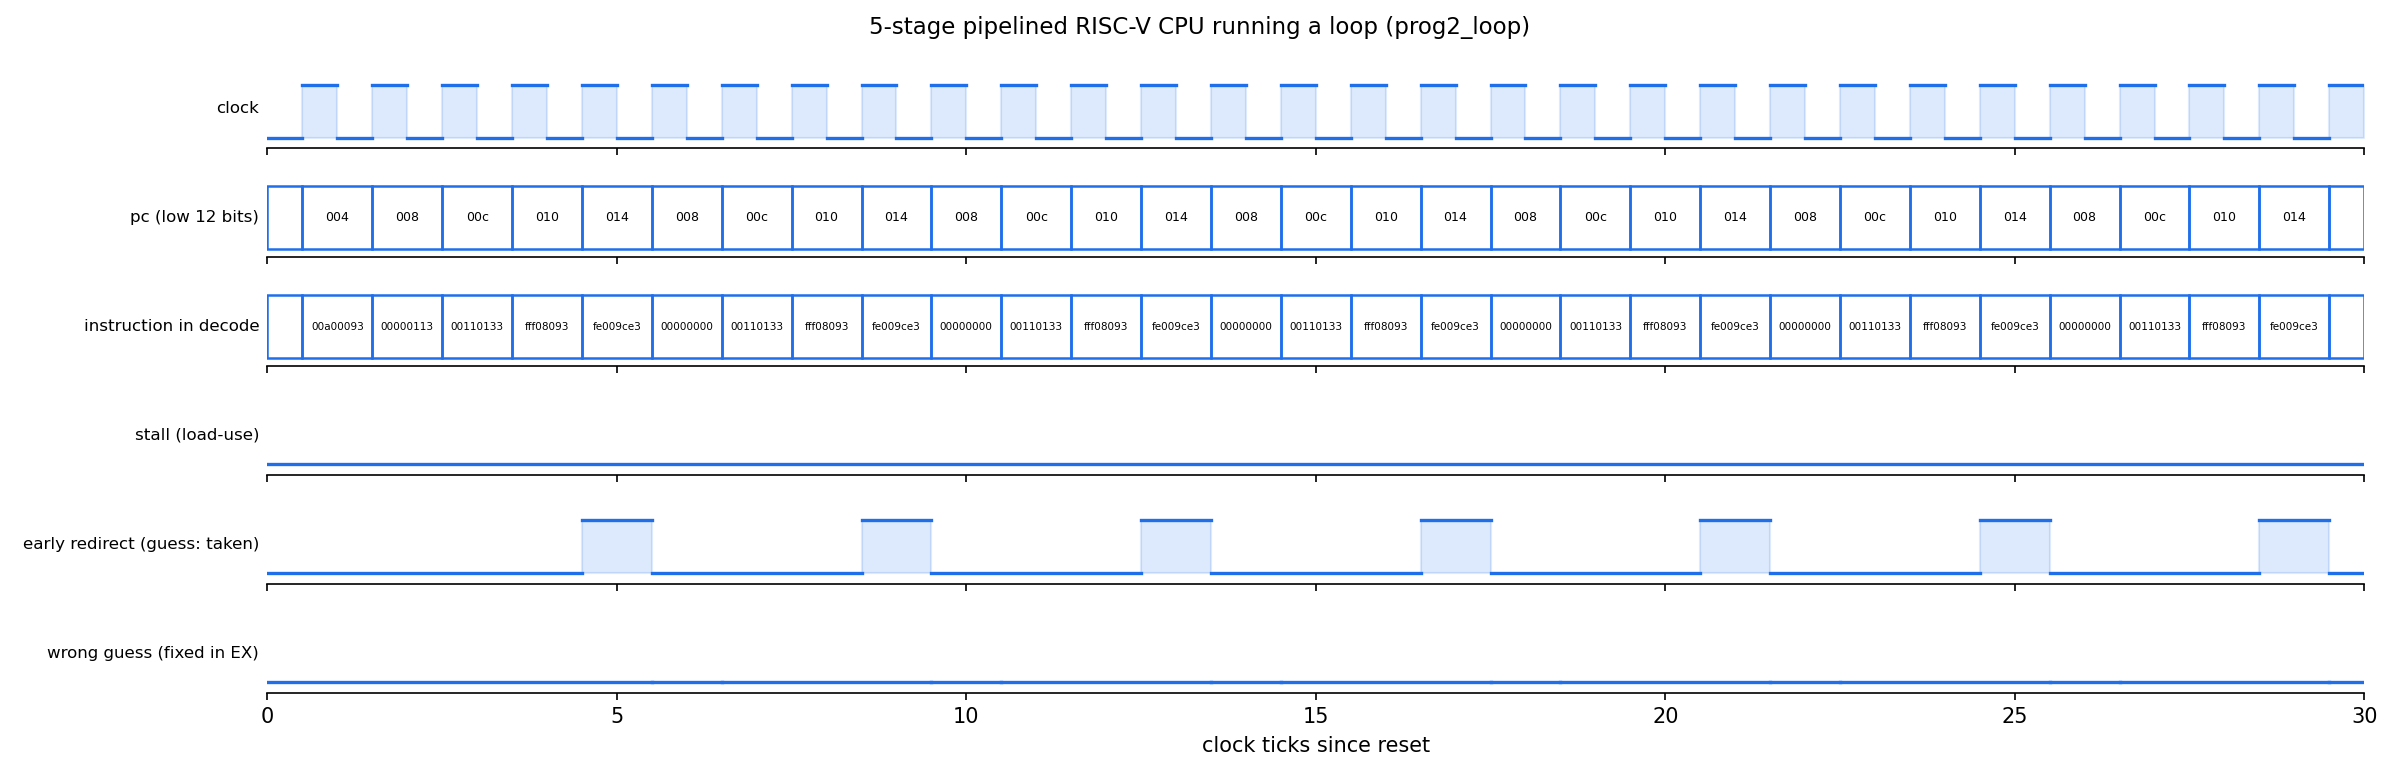 5-stage pipelined RISC-V CPU running a loop (prog2_loop)
clock
pc (low 12 bits) 004 008 00c 010 014 008 00c 010 014 008 00c 010 014 008 00c 010 014 008 00c 010 014 008 00c 010 014 008 00c 010 014
instruction in decode 00a00093 00000113 00110133 fff08093 fe009ce3 00000000 00110133 fff08093 fe009ce3 00000000 00110133 fff08093 fe009ce3 00000000 00110133 fff08093 fe009ce3 00000000 00110133 fff08093 fe009ce3 00000000 00110133 fff08093 fe009ce3 00000000 00110133 fff08093 fe009ce3
stall (load-use)
early redirect (guess: taken)
wrong guess (fixed in EX)
0 5 10 15 20 25 30
clock ticks since reset